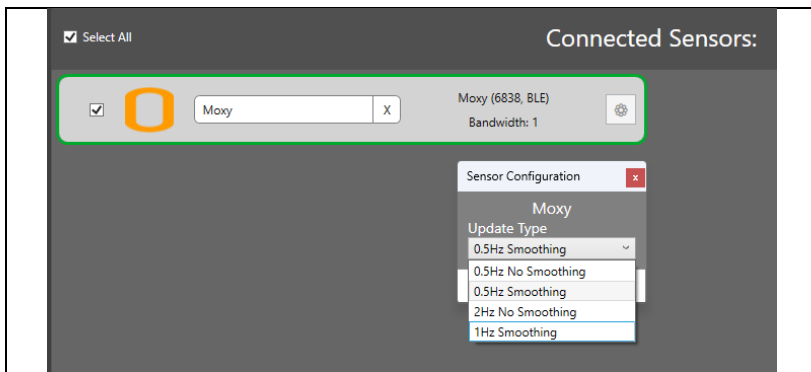 Select All
Connected Sensors:
Moxy
X
Moxy (6838, BLE)
Bandwidth: 1
Sensor Configuration
x
Moxy
Update Type
0.5Hz Smoothing
0.5Hz No Smoothing
0.5Hz Smoothing
2Hz No Smoothing
1Hz Smoothing